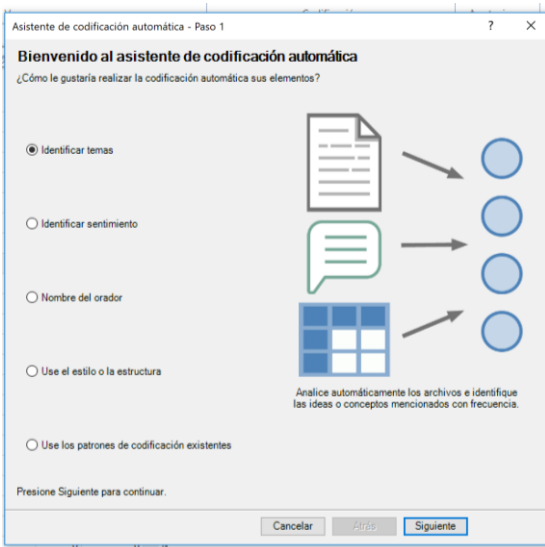 Asistente de codificación automática - Paso 1
Bienvenido al asistente de codificación automática
¿Cómo le gustaría realizar la codificación automática sus elementos?
Identificar temas
Identificar sentimiento
Nombre del orador
Use el estilo o la estructura
Analice automáticamente los archivos e identifique
las ideas o conceptos mencionados con frecuencia.
Use los patrones de codificación existentes
Presione Siguiente para continuar.
Cancelar Atrás Siguiente